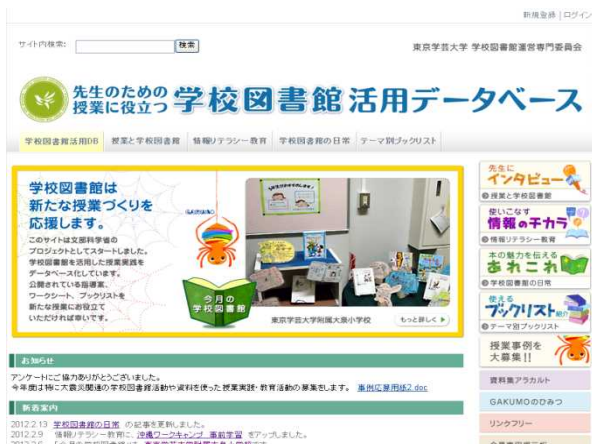 新規登録 | ログイン
サイト内検索:
検索
東京学芸大学 学校図書館運営専門委員会
先生のための
授業に役立つ
学校図書館活用データベース
学校図書館活用DB
授業と学校図書館
情報リテラシー教育
学校図書館の日常
テーマ別ブックリスト
学校図書館は
新たな授業づくりを
応援します。
このサイトは文部科学省の
プロジェクトとしてスタートしました。
学校図書館を活用した授業実践を
データベース化しています。
公開されている指導案、
ワークシート、ブックリストを
新たな授業にお役立て
いただければ幸いです。
今月の
学校図書館
東京学芸大学附属大泉小学校
もっと詳しく
先生に
インタビュー
授業と学校図書館
使いこなす
情報のチカラ
情報リテラシー教育
本の魅力を伝える
あれこれ
学校図書館の日常
使える
ブックリスト紹介
テーマ別ブックリスト
授業事例を
大募集!!
資料集アラカルト
GAKUMOのひみつ
リンクフリー
お知らせ
アンケートにご協力ありがとうございました。
今年度は特に大震災関連の学校図書館活動や資料を使った授業実践・教育活動の募集をします。 事例応募用紙2.doc
新着案内
2012.2.13 学校図書館の日常 の記事を更新しました。
2012.2.9 情報リテラシー教育に、沖縄ワークキャンプ 事前学習 をアップしました。